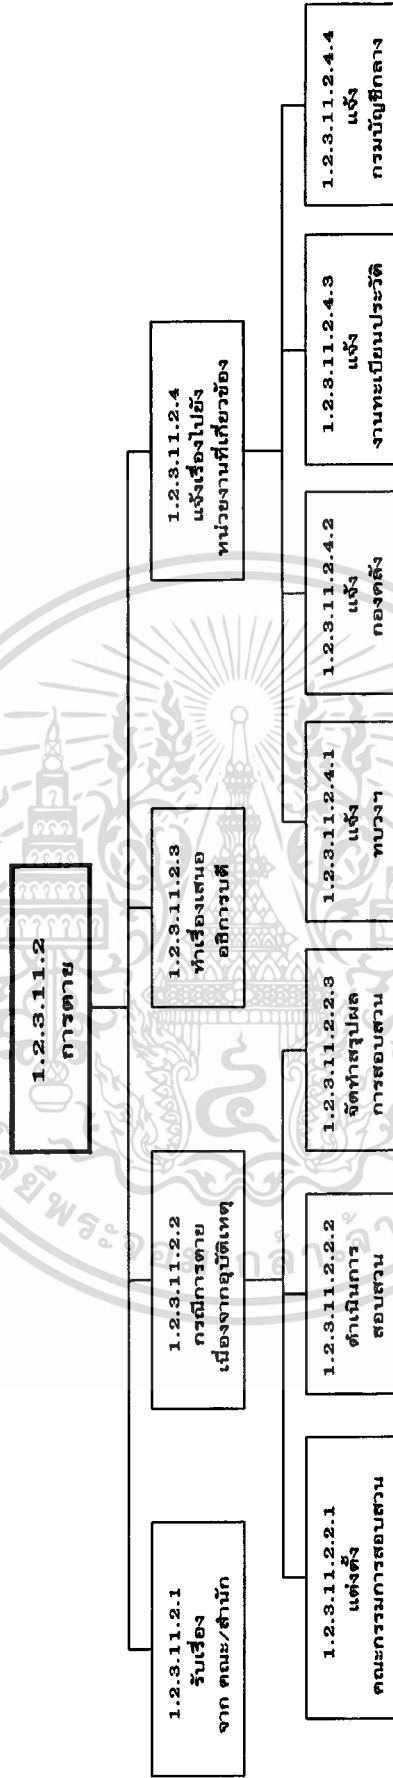 1.2.3.11.2
การตาย
1.2.3.11.2.1
รับเรื่อง
จาก คณะ/สำนัก
1.2.3.11.2.2
กรณีการตาย
เนื่องจากอุบัติเหตุ
1.2.3.11.2.3
ทำเรื่องเสนอ
อธิการบดี
1.2.3.11.2.4
แจ้งเรื่องไปยัง
หน่วยงานที่เกี่ยวข้อง
1.2.3.11.2.2.1
แต่งตั้ง
คณะกรรมการสอบสวน
1.2.3.11.2.2.2
ดำเนินการ
สอบสวน
1.2.3.11.2.2.3
จัดทำสรุปผล
การสอบสวน
1.2.3.11.2.4.1
แจ้ง
ทบวงฯ
1.2.3.11.2.4.2
แจ้ง
กองคลัง
1.2.3.11.2.4.3
แจ้ง
งานทะเบียนประวัติ
1.2.3.11.2.4.4
แจ้ง
กรมบัญชีกลาง